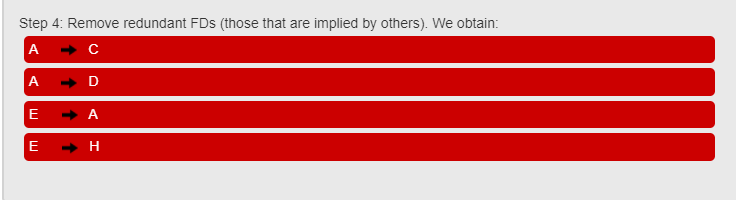 Step 4: Remove redundant FDs (those that are implied by others). We obtain:
A → C
A → D
E → A
E → H